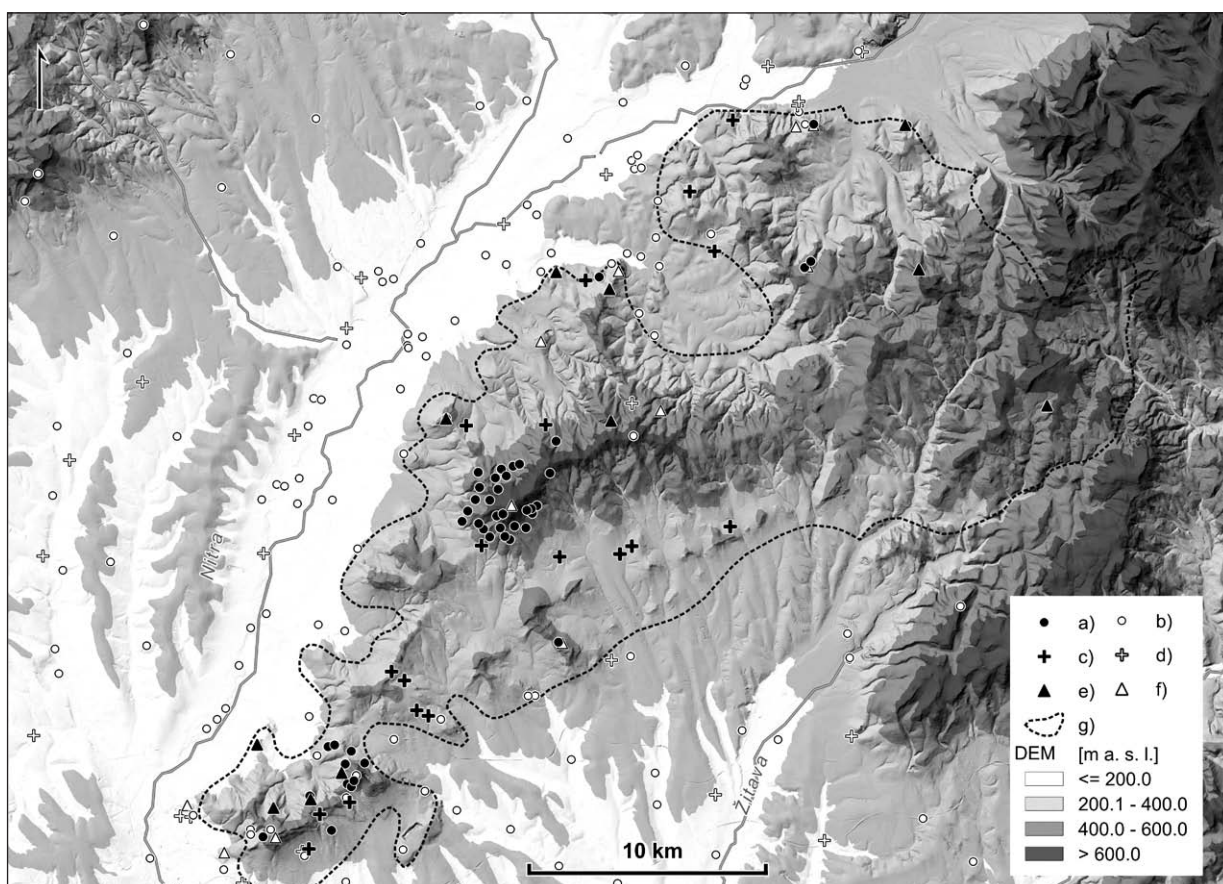 Nitra
Žitava
10 km
a) b)
c) d)
e) f)
g)
DEM [m a. s. l.]
<= 200.0
200.1 - 400.0
400.0 - 600.0
> 600.0